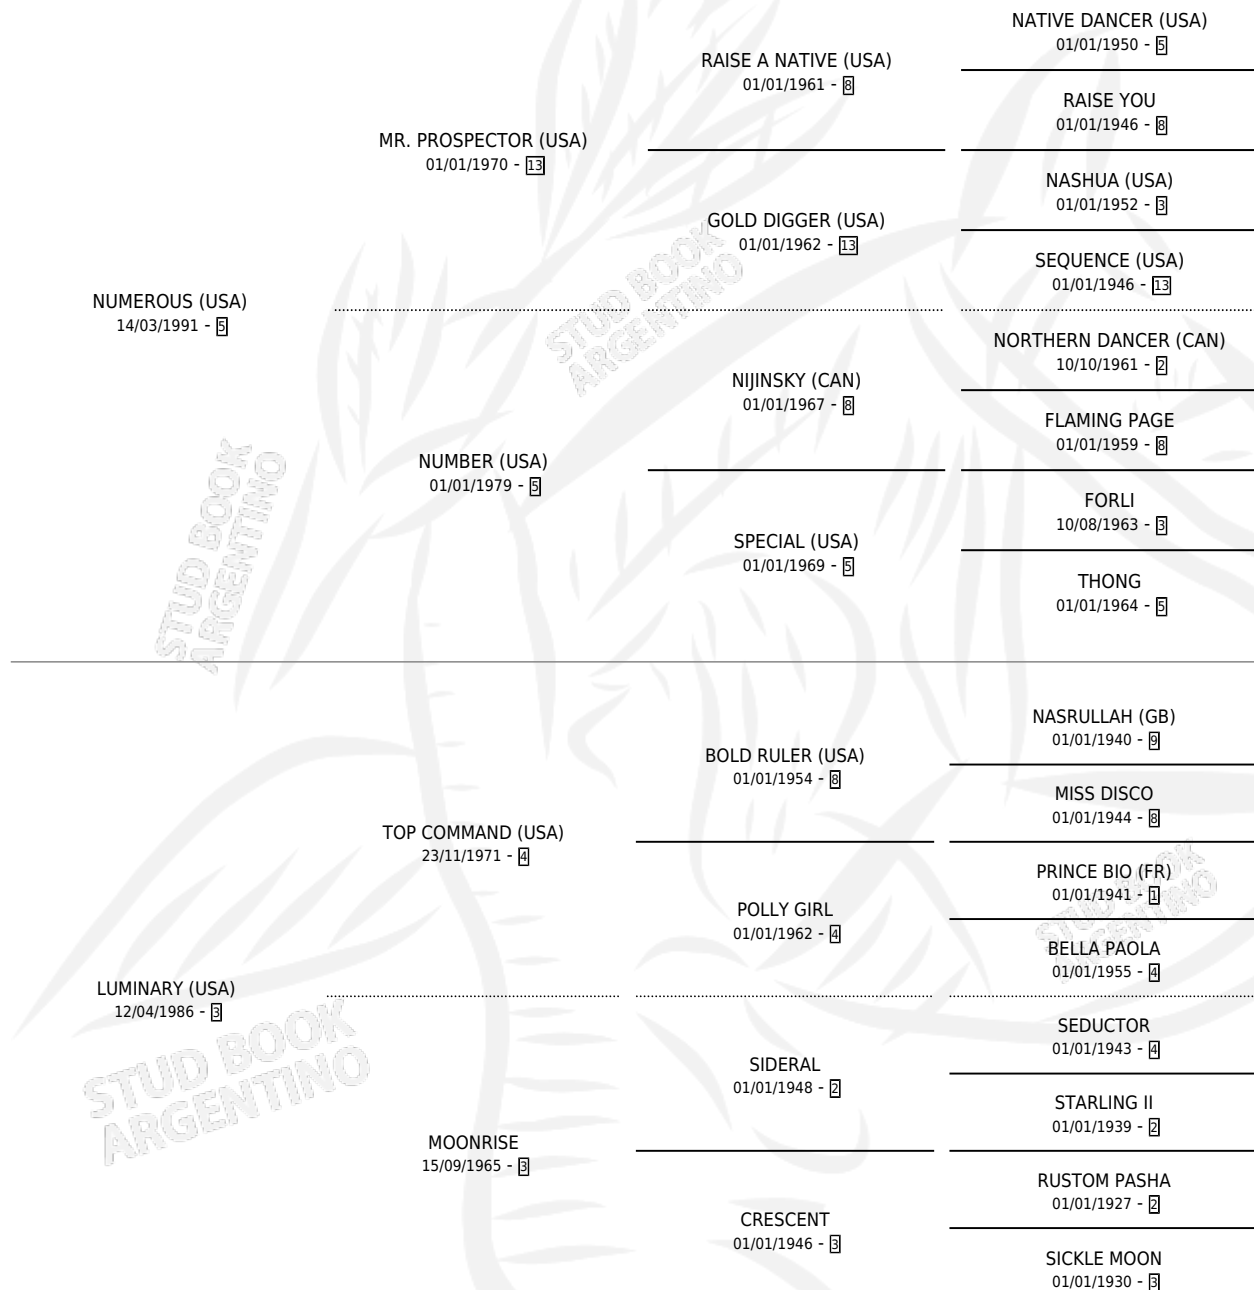 NATIVE DANCER (USA)
01/01/1950 - 5
RAISE A NATIVE (USA)
01/01/1961 - 8
RAISE YOU
01/01/1946 - 8
MR. PROSPECTOR (USA)
01/01/1970 - 13
NASHUA (USA)
01/01/1952 - 3
GOLD DIGGER (USA)
01/01/1962 - 13
SEQUENCE (USA)
01/01/1946 - 13
NUMEROUS (USA)
14/03/1991 - 5
STUD BOOK
ARGENTINO
NORTHERN DANCER (CAN)
10/10/1961 - 2
NIJINSKY (CAN)
01/01/1967 - 8
FLAMING PAGE
01/01/1959 - 8
NUMBER (USA)
01/01/1979 - 5
FORLI
10/08/1963 - 3
SPECIAL (USA)
01/01/1969 - 5
THONG
01/01/1964 - 5
STUD BOOK
ARGENTINO
NASRULLAH (GB)
01/01/1940 - 9
BOLD RULER (USA)
01/01/1954 - 8
MISS DISCO
01/01/1944 - 8
TOP COMMAND (USA)
23/11/1971 - 4
PRINCE BIO (FR)
01/01/1941 - 1
POLLY GIRL
01/01/1962 - 4
STUD BOOK
ARGENTINO
BELLA PAOLA
01/01/1955 - 4
LUMINARY (USA)
12/04/1986 - 3
SEDUCTOR
01/01/1943 - 4
SIDERAL
01/01/1948 - 2
STUD BOOK
ARGENTINO
STARLING II
01/01/1939 - 2
MOONRISE
15/09/1965 - 3
RUSTOM PASHA
01/01/1927 - 2
CRESCENT
01/01/1946 - 3
SICKLE MOON
01/01/1930 - 3